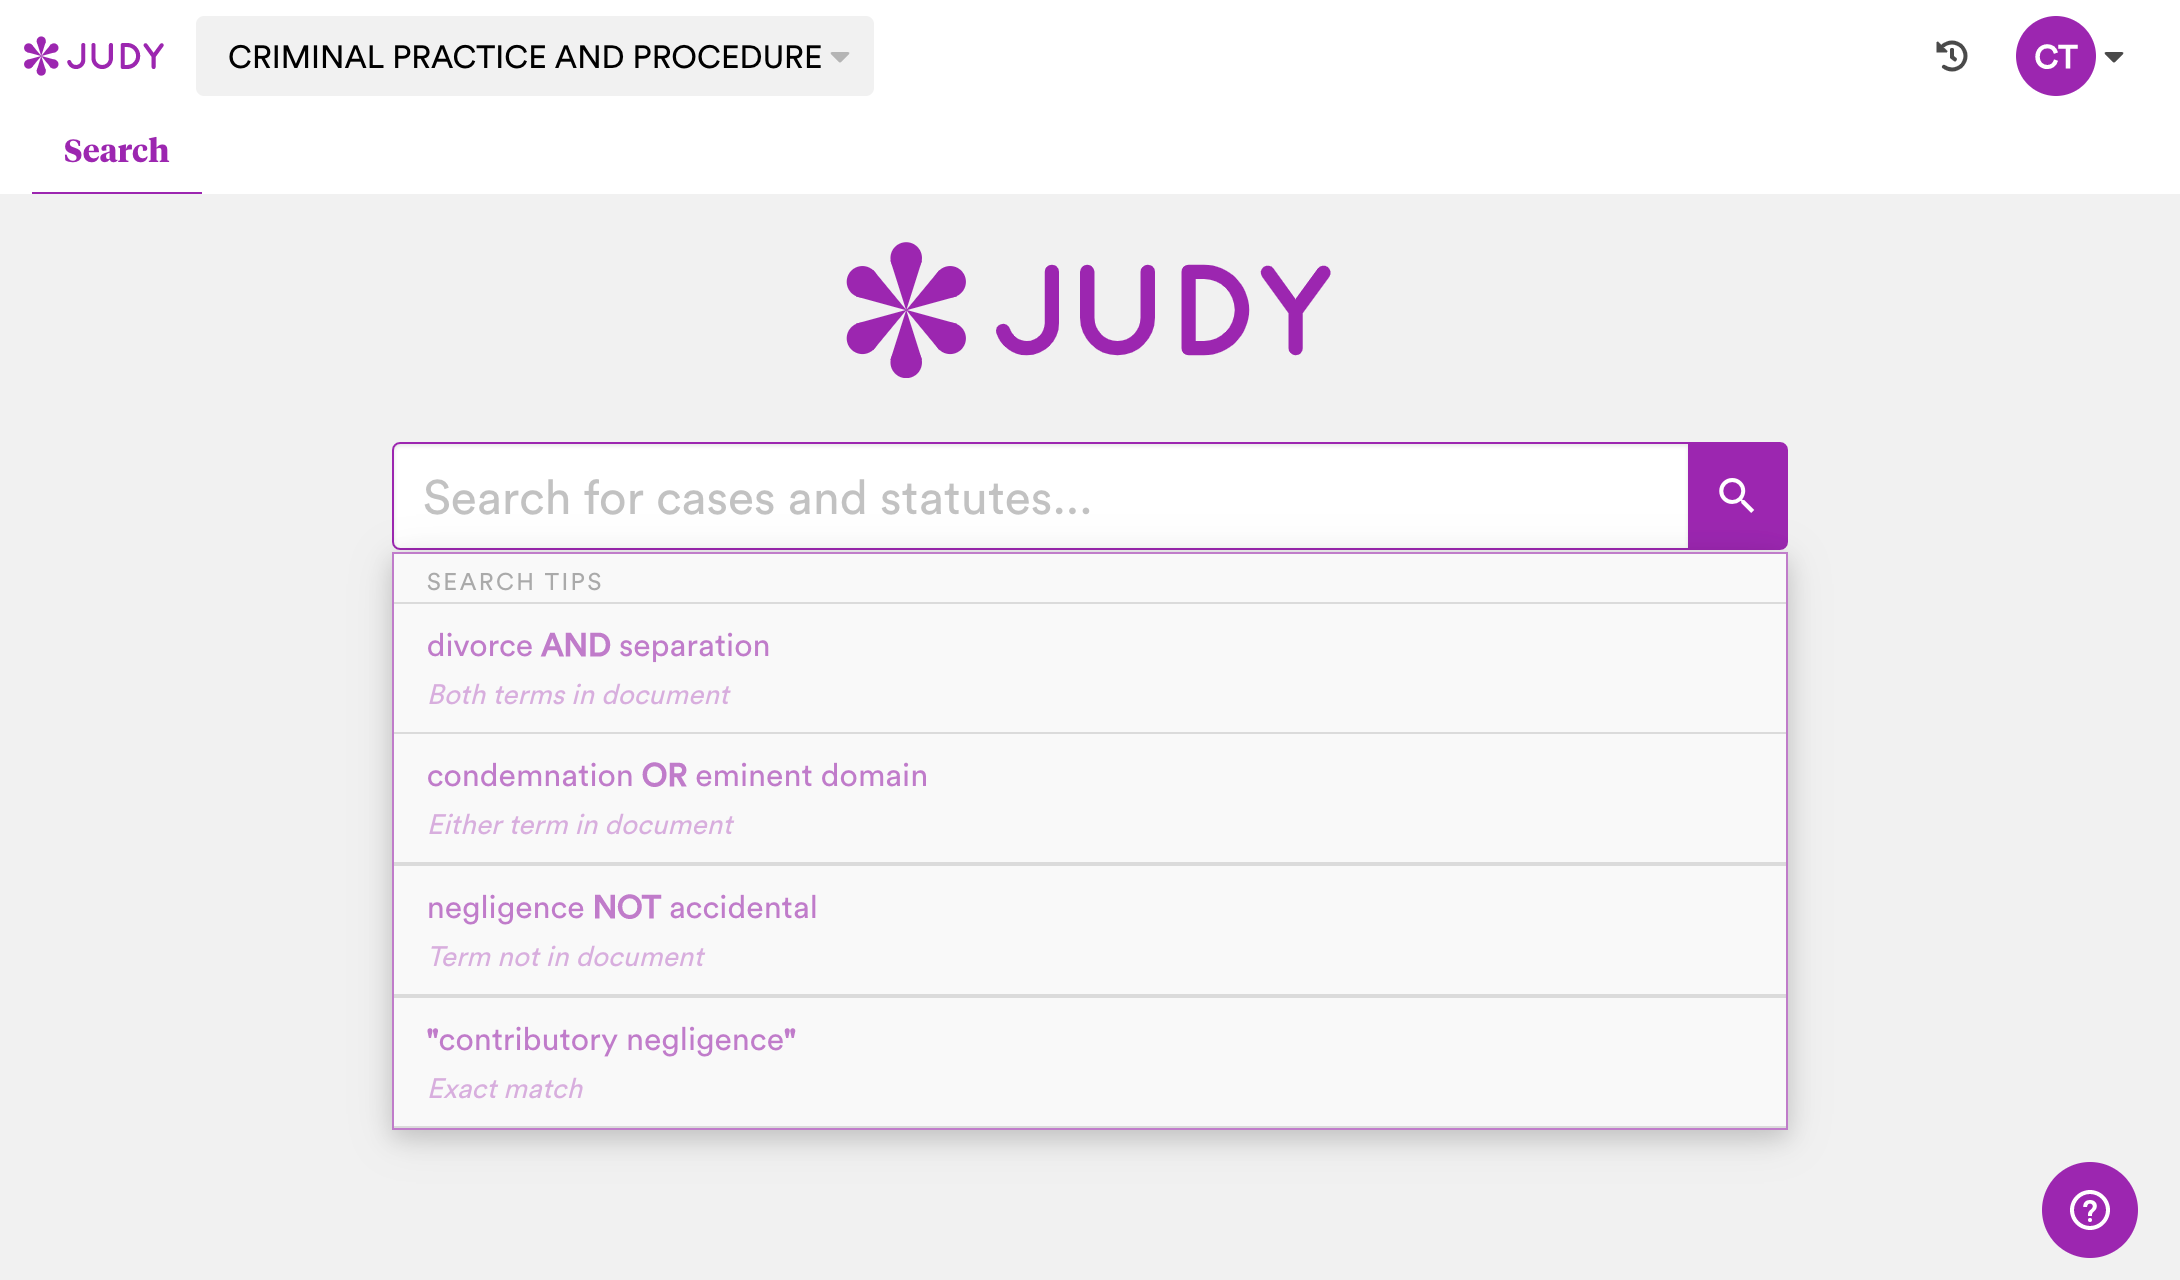 JUDY
CRIMINAL PRACTICE AND PROCEDURE
CT
Search
JUDY
Search for cases and statutes...
SEARCH TIPS
divorce AND separation
Both terms in document
condemnation OR eminent domain
Either term in document
negligence NOT accidental
Term not in document
"contributory negligence"
Exact match
?